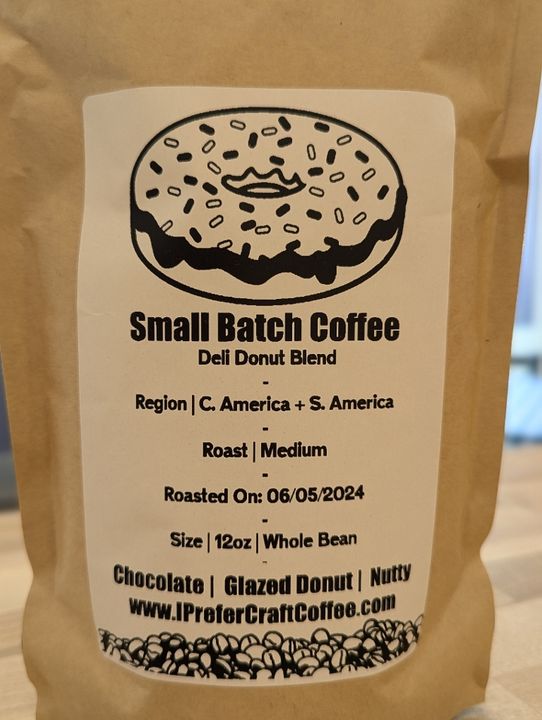 Small Batch Coffee
Deli Donut Blend
-
Region | C. America + S. America
-
Roast | Medium
-
Roasted On: 06/05/2024
-
Size | 12oz | Whole Bean
-
Chocolate | Glazed Donut | Nutty
www.IPreferCraftCoffee.com